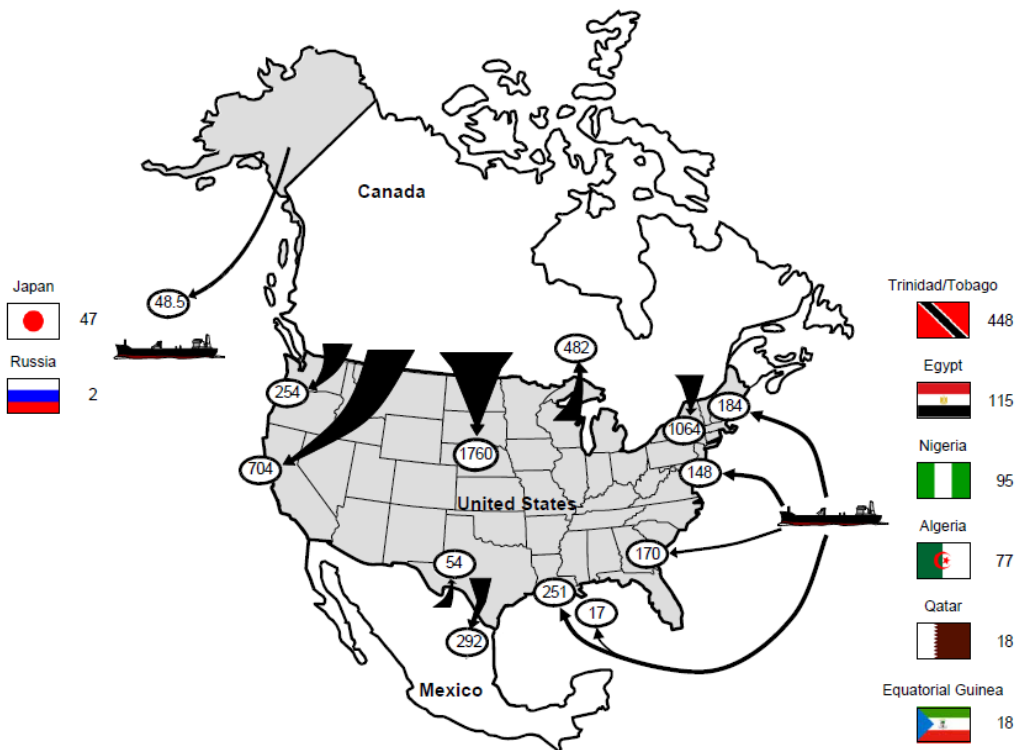 Canada
Japan
47
Russia
2
48.5
482
254
184
1064
704
1760
148
United States
54
170
251
17
292
Mexico
Trinidad/Tobago
448
Egypt
115
Nigeria
95
Algeria
77
Qatar
18
Equatorial Guinea
18